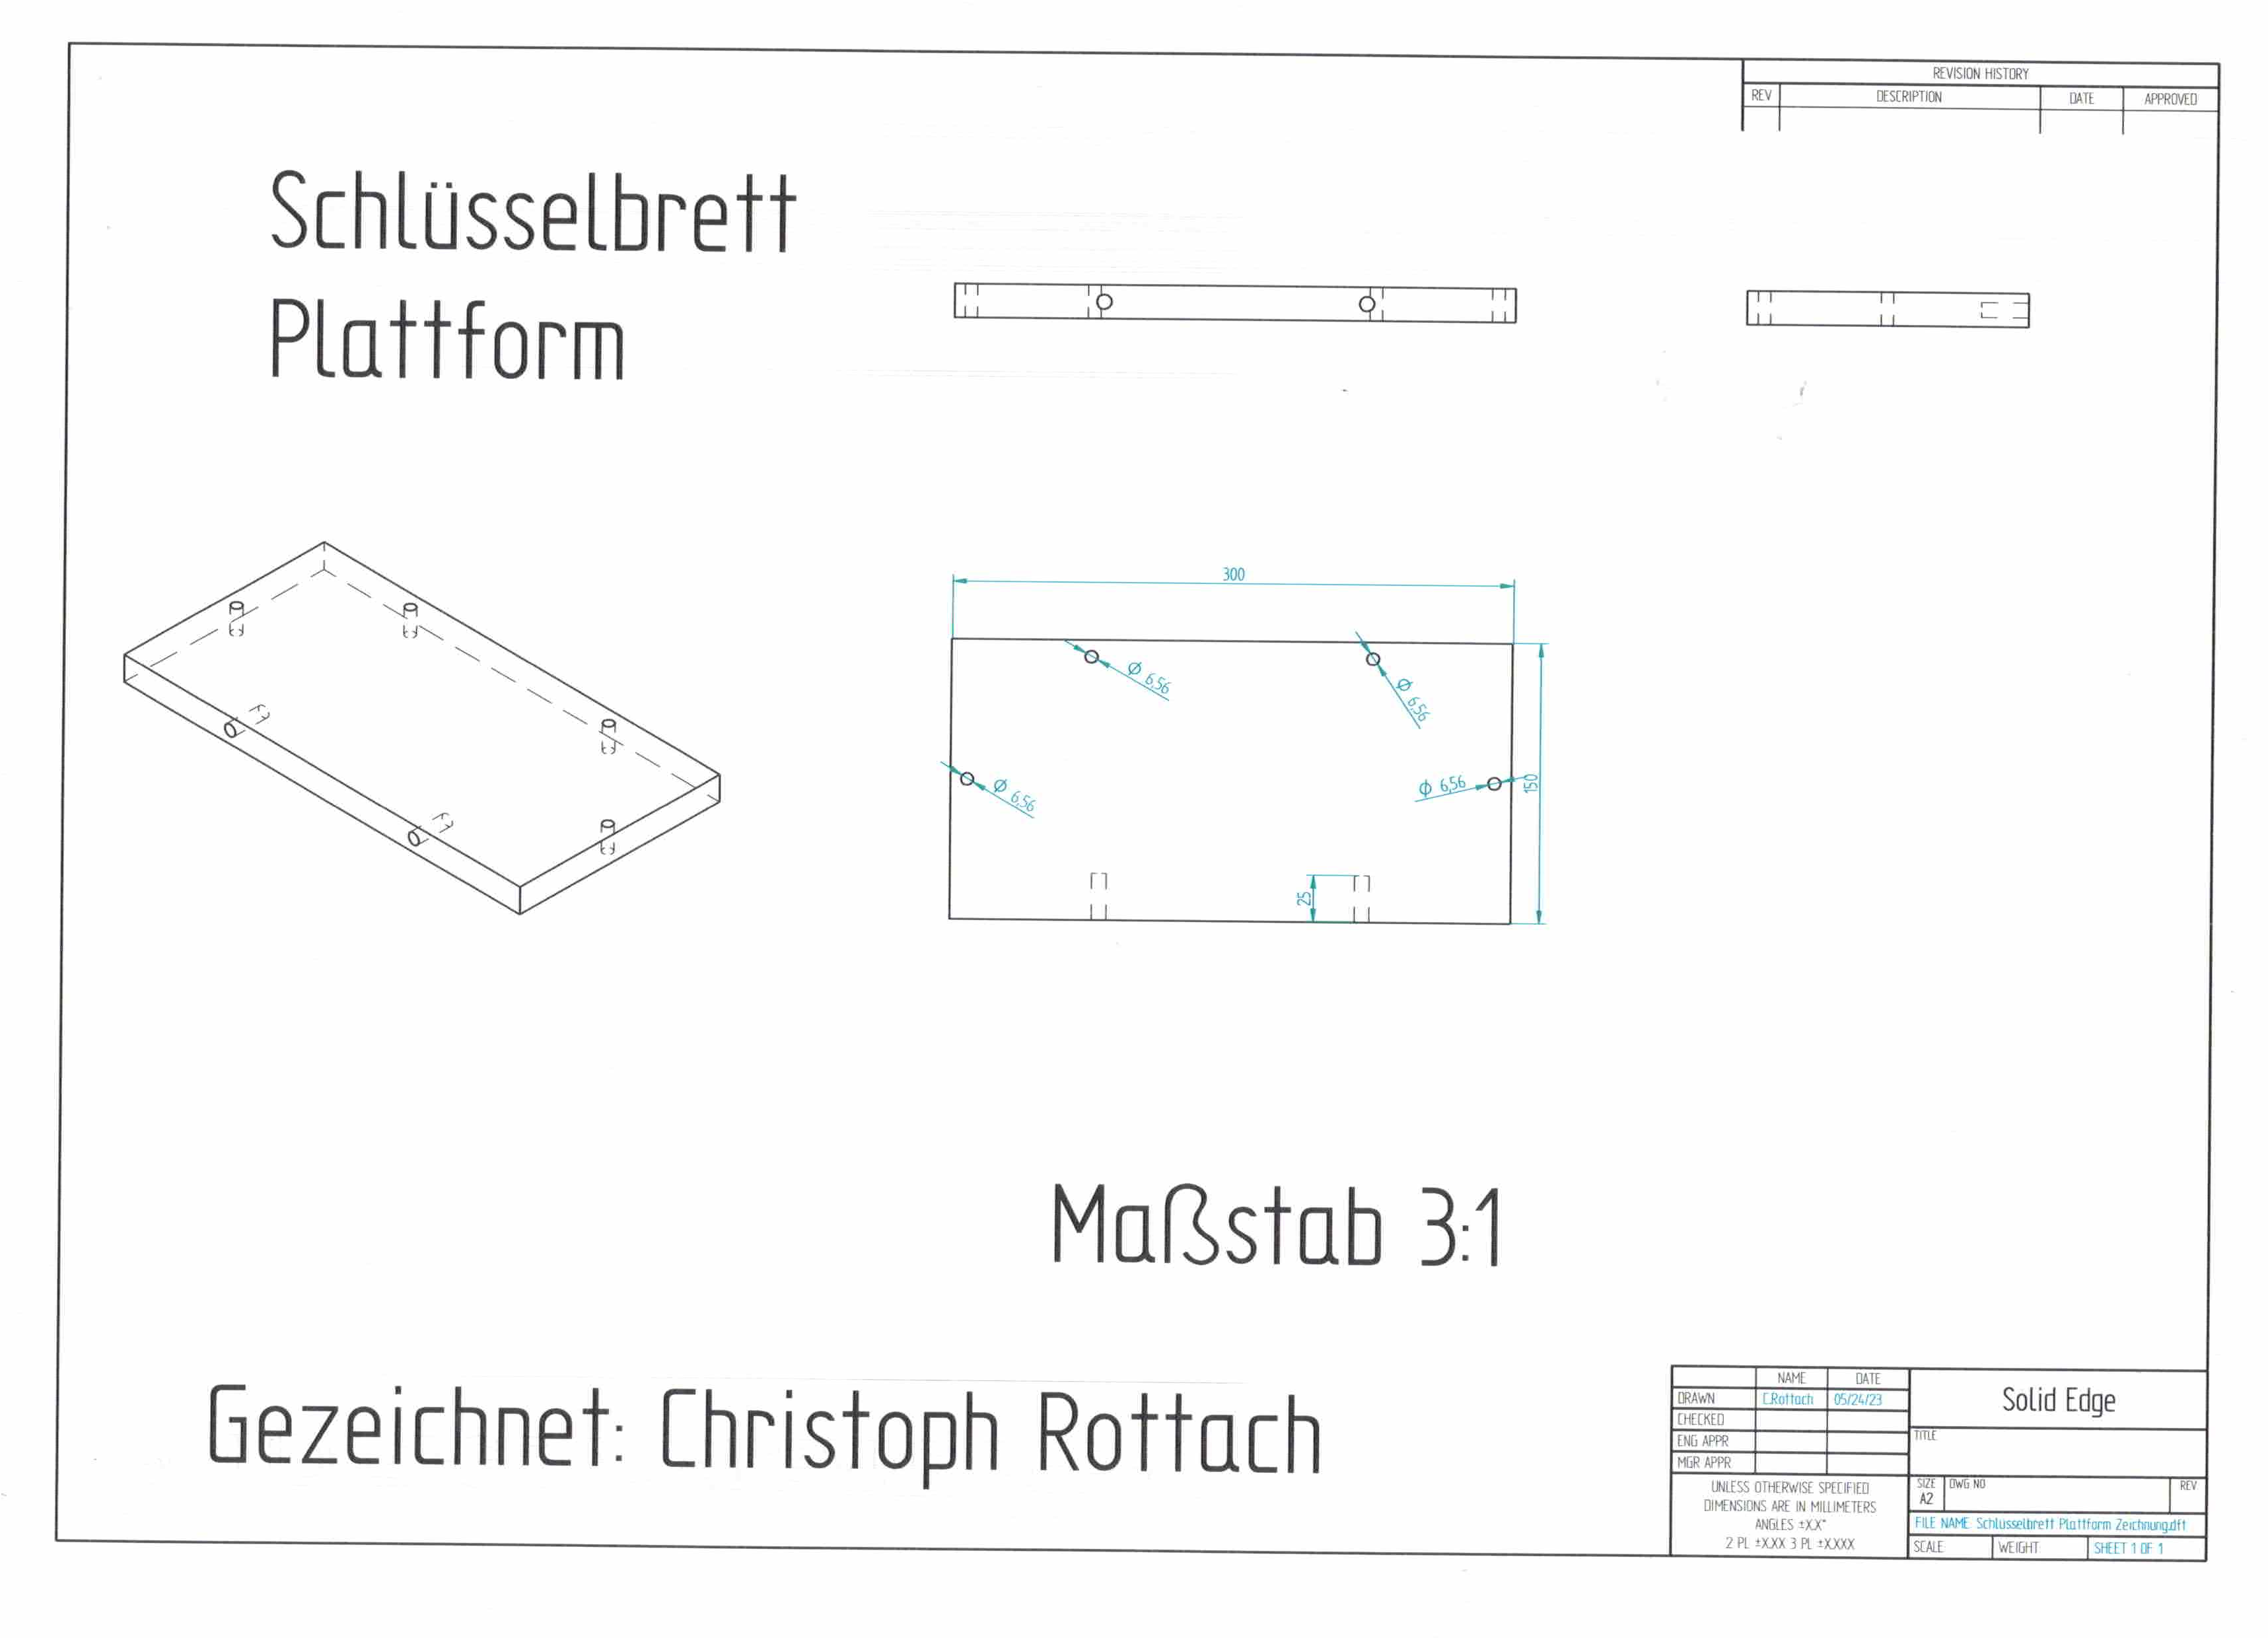 REVISION HISTORY
REV DESCRIPTION DATE APPROVED
Schlüsselbrett
Plattform
300
Ø 6,56
Ø 6,56
Ø 6,56
Ø 6,56
150
25
Maßstab 3:1
Gezeichnet: Christoph Rottach
NAME DATE
DRAWN C.Rottach 05/24/23
CHECKED
ENG APPR
MGR APPR
UNLESS OTHERWISE SPECIFIED
DIMENSIONS ARE IN MILLIMETERS
ANGLES ±X.X°
2 PL ±X.XX 3 PL ±X.XXX
Solid Edge
TITLE
SIZE DWG NO REV
A2
FILE NAME: Schlüsselbrett Plattform Zeichnung.dft
SCALE: WEIGHT: SHEET 1 OF 1